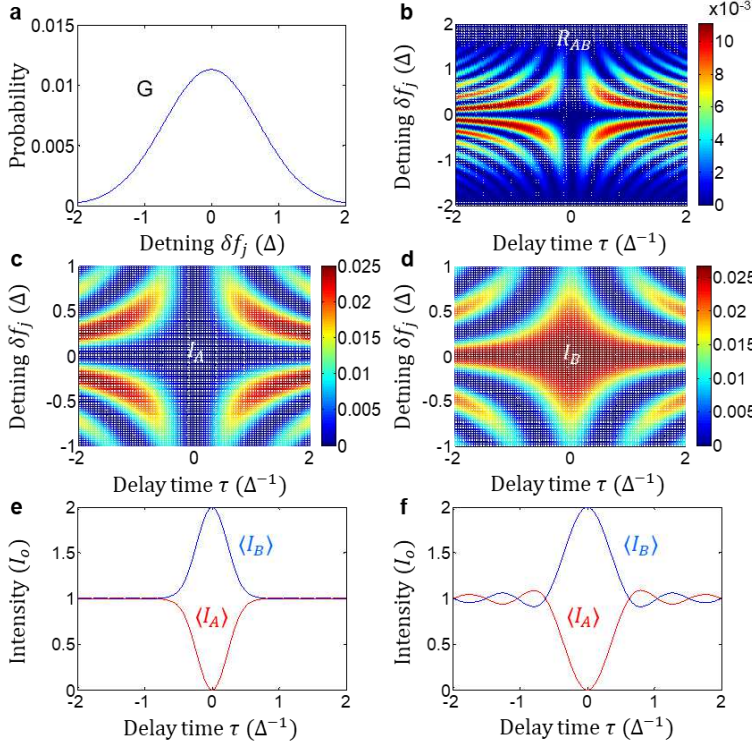 a
0.015
0.01
0.005
0
Probability
G
-2 -1 0 1 2
Detning δf_j (Δ)
b
2
1
0
-1
-2
Detning δf_j (Δ)
R_AB
-2 -1 0 1 2
Delay time τ (Δ⁻¹)
x10⁻³
10
8
6
4
2
0
c
1
0.5
0
-0.5
-1
Detning δf_j (Δ)
I_A
-2 0 2
Delay time τ (Δ⁻¹)
0.025
0.02
0.015
0.01
0.005
0
d
1
0.5
0
-0.5
-1
Detning δf_j (Δ)
I_B
-2 0 2
Delay time τ (Δ⁻¹)
0.025
0.02
0.015
0.01
0.005
0
e
2
1.5
1
0.5
0
Intensity (I_o)
⟨I_B⟩
⟨I_A⟩
-2 -1 0 1 2
Delay time τ (Δ⁻¹)
f
2
1.5
1
0.5
0
Intensity (I_o)
⟨I_B⟩
⟨I_A⟩
-2 -1 0 1 2
Delay time τ (Δ⁻¹)